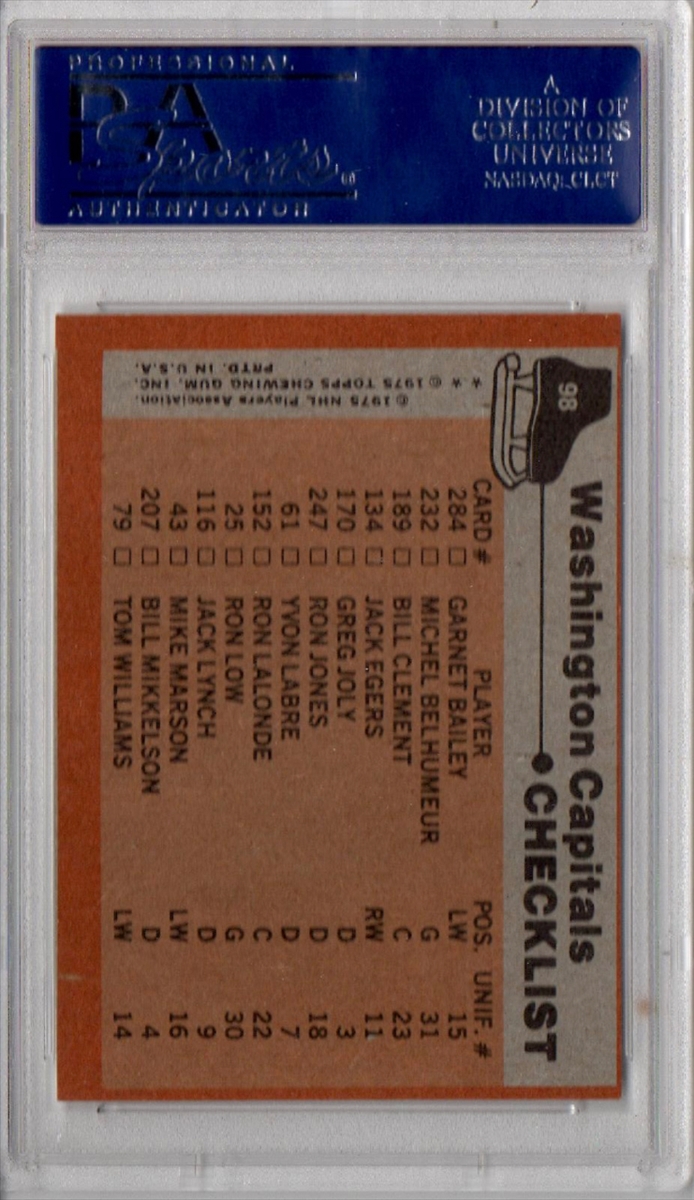 PROFESSIONAL
PSA
Sports
®
AUTHENTICATOR
A
DIVISION OF
COLLECTORS
UNIVERSE
NASDAQ: CLCT
98
Washington Capitals
CHECKLIST
CARD # PLAYER POS. UNIF. #
284 □ GARNET BAILEY LW 15
232 □ MICHEL BELHUMEUR G 31
189 □ BILL CLEMENT C 23
134 □ JACK EGERS RW 11
170 □ GREG JOLY D 3
247 □ RON JONES D 18
61 □ YVON LABRE D 7
152 □ RON LALONDE C 22
25 □ RON LOW G 30
116 □ JACK LYNCH D 9
43 □ MIKE MARSON LW 16
207 □ BILL MIKKELSON D 4
79 □ TOM WILLIAMS LW 14
© 1975 NHL Players Association.
★★ © 1975 TOPPS CHEWING GUM, INC.
PRTD. IN U.S.A.